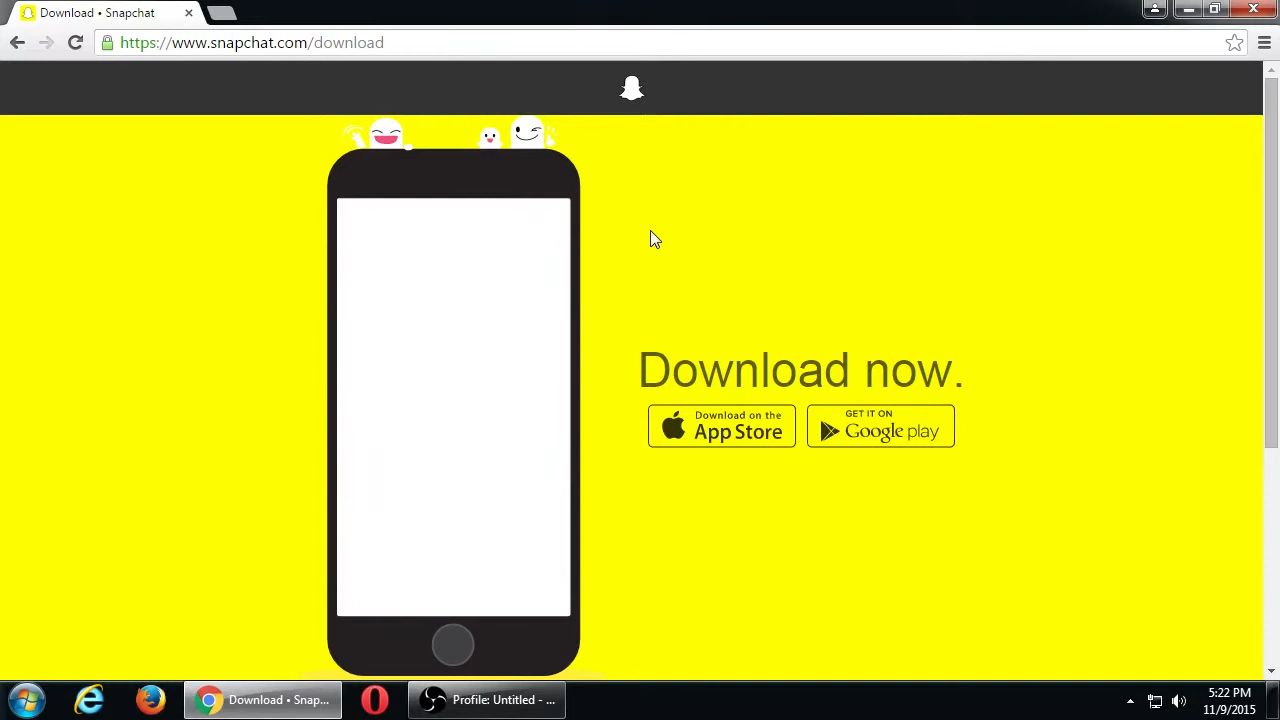 Download • Snapchat
https://www.snapchat.com/download
Download now.
Download on the
App Store
GET IT ON
Google play
Download • Snap...
Profile: Untitled - ...
5:22 PM
11/9/2015